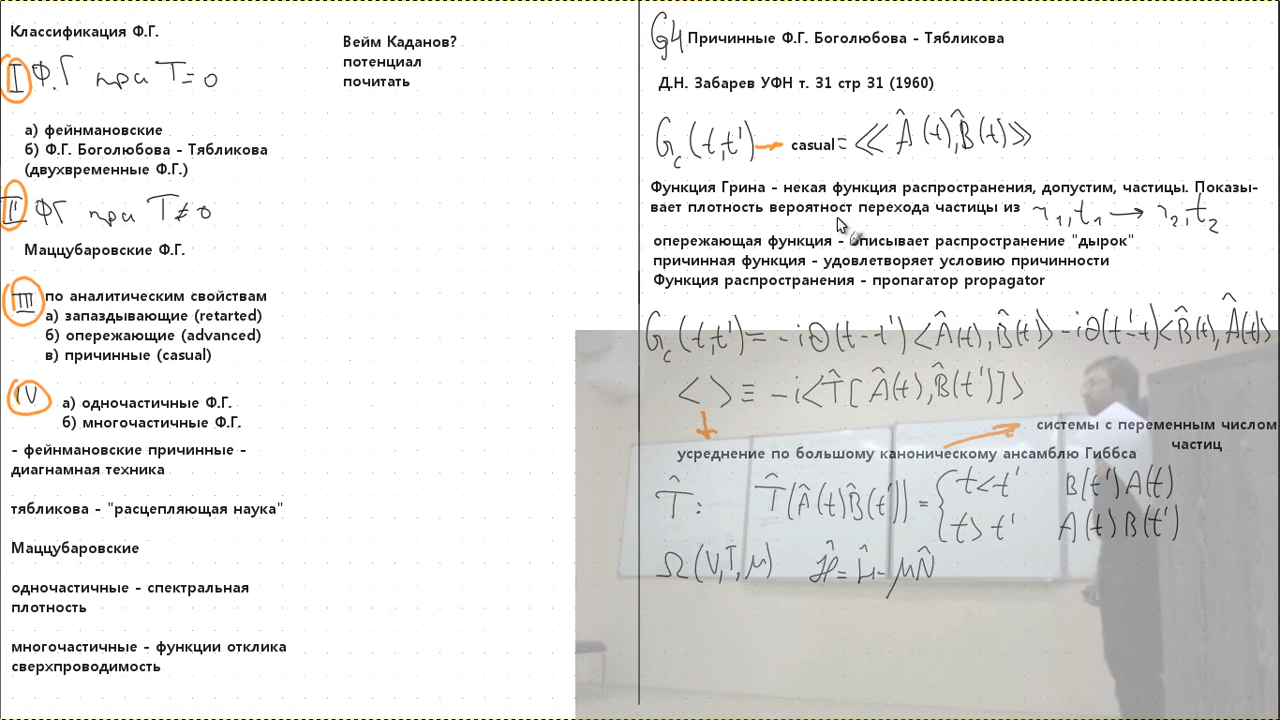 Классификация Ф.Г.
I Ф.Г при T=0
а) фейнмановские
б) Ф.Г. Боголюбова - Тябликова
(двухвременные Ф.Г.)
II ФГ при T≠0
Маццубаровские Ф.Г.
III по аналитическим свойствам
а) запаздывающие (retarted)
б) опережающие (advanced)
в) причинные (casual)
IV
а) одночастичные Ф.Г.
б) многочастичные Ф.Г.
- фейнмановские причинные -
диагнамная техника
тябликова - "расцепляющая наука"
Маццубаровские
одночастичные - спектральная
плотность
многочастичные - функции отклика
сверхпроводимость
Вейм Каданов?
потенциал
почитать
§4 Причинные Ф.Г. Боголюбова - Тябликова
Д.Н. Забарев УФН т. 31 стр 31 (1960)
G_c(t,t') → casual = ≪Â(t),B̂(t)≫
Функция Грина - некая функция распространения, допустим, частицы. Показы-
вает плотность вероятност перехода частицы из r₁,t₁ → r₂,t₂
опережающая функция - описывает распространение "дырок"
причинная функция - удовлетворяет условию причинности
Функция распространения - пропагатор propagator
G_c(t,t')= -iθ(t-t')<Â(t),B̂(t)> -iθ(t'-t)<B̂(t),Â(t)>
< > ≡ -i<T̂[Â(t),B̂(t')]>
системы с переменным числом
частиц
усреднение по большому каноническому ансамблю Гиббса
T̂: T̂(Â(t)B̂(t')) = { t<t' B(t')A(t)
t>t' A(t)B(t')
Ω(V,T,μ) ℋ̂=Ĥ-μN̂